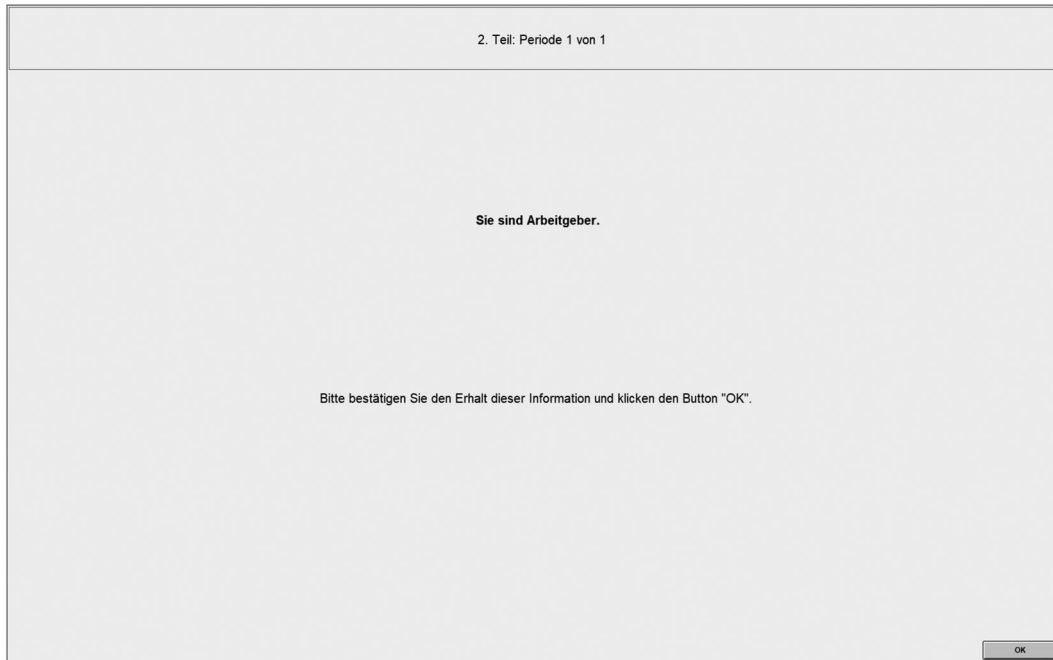 2. Teil: Periode 1 von 1
Sie sind Arbeitgeber.
Bitte bestätigen Sie den Erhalt dieser Information und klicken den Button "OK".
OK